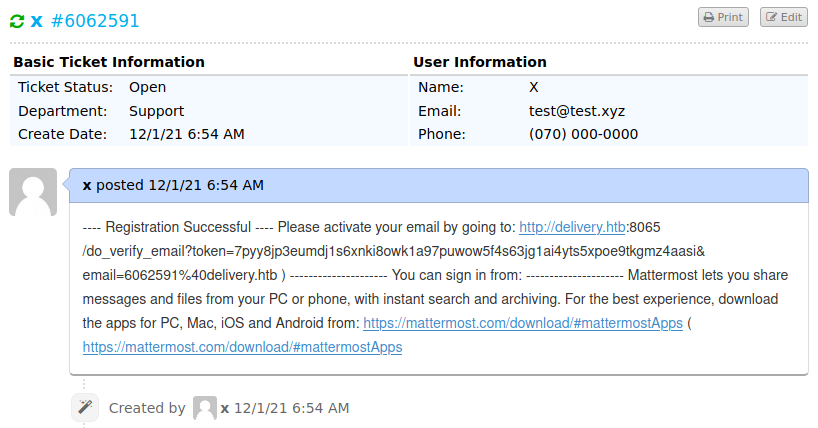 x #6062591
Print
Edit
Basic Ticket Information
User Information
Ticket Status: Open
Name: X
Department: Support
Email: test@test.xyz
Create Date: 12/1/21 6:54 AM
Phone: (070) 000-0000
x posted 12/1/21 6:54 AM
---- Registration Successful ---- Please activate your email by going to: http://delivery.htb:8065
/do_verify_email?token=7pyy8jp3eumdj1s6xnki8owk1a97puwow5f4s63jg1ai4yts5xpoe9tkgmz4aasi&
email=6062591%40delivery.htb ) --------------------- You can sign in from: --------------------- Mattermost lets you share
messages and files from your PC or phone, with instant search and archiving. For the best experience, download
the apps for PC, Mac, iOS and Android from: https://mattermost.com/download/#mattermostApps (
https://mattermost.com/download/#mattermostApps
Created by x 12/1/21 6:54 AM